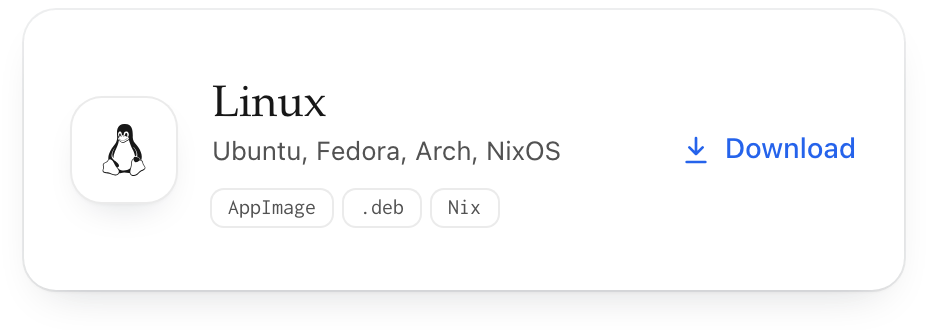 Linux
Ubuntu, Fedora, Arch, NixOS
Download
AppImage .deb Nix